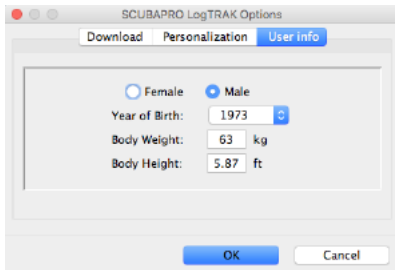 SCUBAPRO LogTRAK Options
Download Personalization User info
Female Male
Year of Birth: 1973
Body Weight: 63 kg
Body Height: 5.87 ft
OK Cancel